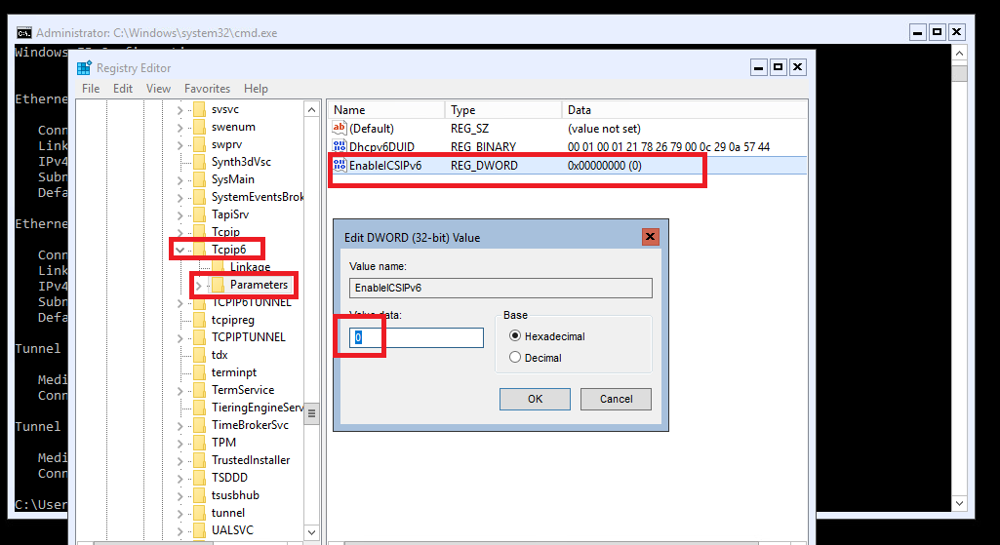 Administrator: C:\Windows\system32\cmd.exe
Windows
Registry Editor
File Edit View Favorites Help
Etherne
Conn
Link
IPv4
Subn
Defa
Etherne
Conn
Link
IPv4
Subn
Defa
Tunnel
Medi
Conn
Tunnel
Medi
Conn
C:\User
svsvc
swenum
swprv
Synth3dVsc
SysMain
SystemEventsBrok
TapiSrv
Tcpip
Tcpip6
Linkage
Parameters
TCPIP6TUNNEL
tcpipreg
TCPIPTUNNEL
tdx
terminpt
TermService
TieringEngineServ
TimeBrokerSvc
TPM
TrustedInstaller
TSDDD
tsusbhub
tunnel
UALSVC
Name Type Data
(Default) REG_SZ (value not set)
Dhcpv6DUID REG_BINARY 00 01 00 01 21 78 26 79 00 0c 29 0a 57 44
EnableICSIPv6 REG_DWORD 0x00000000 (0)
Edit DWORD (32-bit) Value
Value name:
EnableICSIPv6
Value data:
0
Base
Hexadecimal
Decimal
OK Cancel